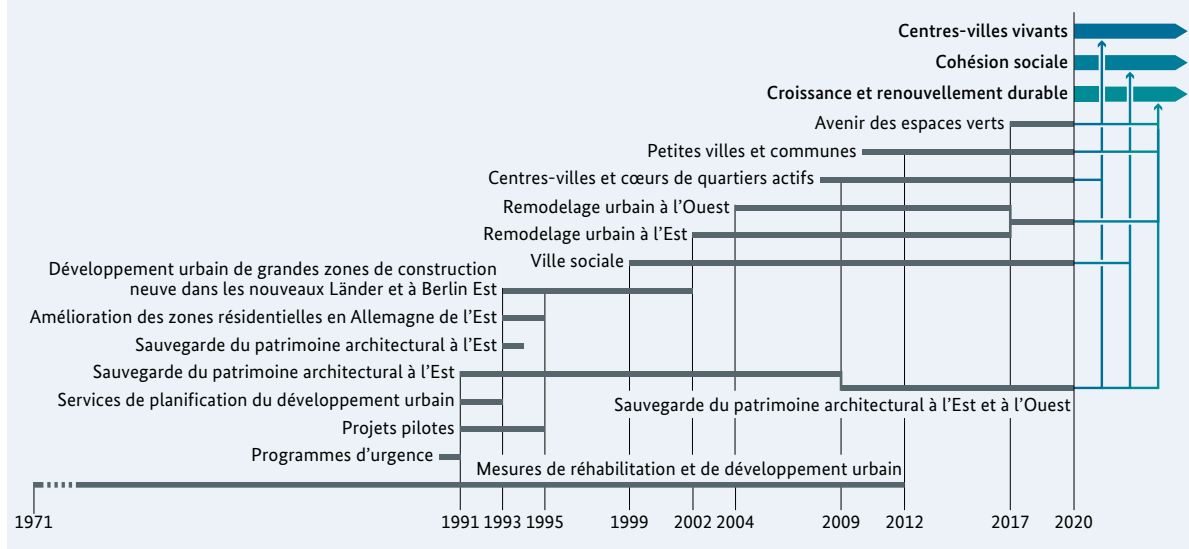 Centres-villes vivants
Cohésion sociale
Croissance et renouvellement durable
Avenir des espaces verts
Petites villes et communes
Centres-villes et cœurs de quartiers actifs
Remodelage urbain à l’Ouest
Remodelage urbain à l’Est
Ville sociale
Développement urbain de grandes zones de construction
neuve dans les nouveaux Länder et à Berlin Est
Amélioration des zones résidentielles en Allemagne de l’Est
Sauvegarde du patrimoine architectural à l’Est
Sauvegarde du patrimoine architectural à l’Est
Services de planification du développement urbain
Sauvegarde du patrimoine architectural à l’Est et à l’Ouest
Projets pilotes
Programmes d’urgence
Mesures de réhabilitation et de développement urbain
1971 1991 1993 1995 1999 2002 2004 2009 2012 2017 2020